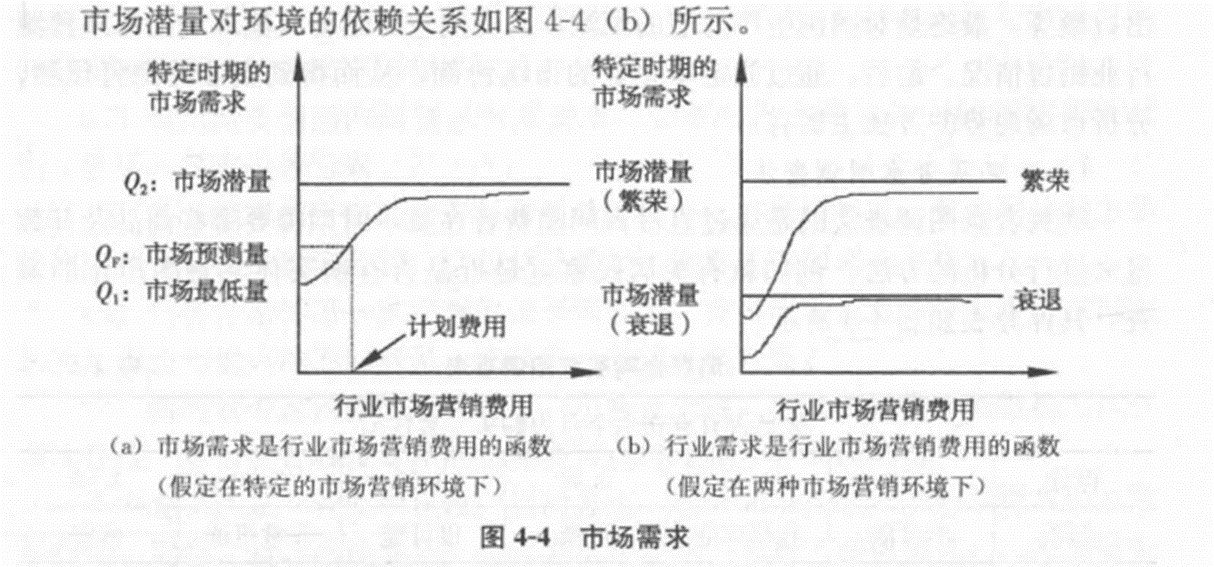 市场潜量对环境的依赖关系如图 4-4（b）所示。
特定时期的
市场需求
Q₂：市场潜量
Q_F：市场预测量
Q₁：市场最低量
计划费用
行业市场营销费用
（a）市场需求是行业市场营销费用的函数
（假定在特定的市场营销环境下）
特定时期的
市场需求
市场潜量
（繁荣）
繁荣
市场潜量
（衰退）
衰退
行业市场营销费用
（b）行业需求是行业市场营销费用的函数
（假定在两种市场营销环境下）
图 4-4 市场需求